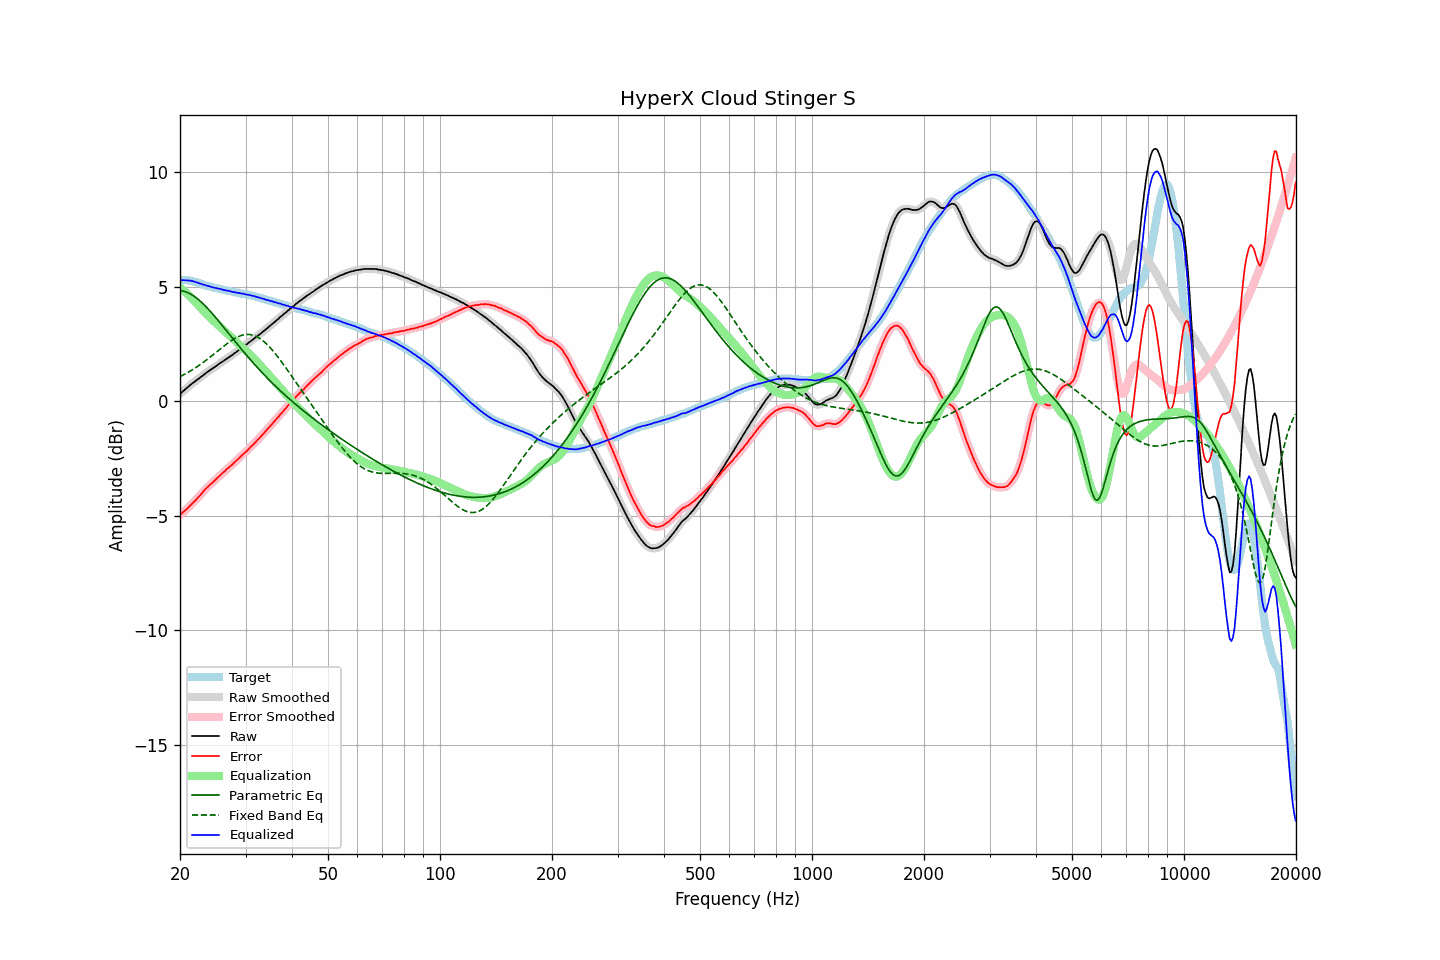 HyperX Cloud Stinger S
Amplitude (dBr)
10
5
0
−5
−10
−15
Target
Raw Smoothed
Error Smoothed
Raw
Error
Equalization
Parametric Eq
Fixed Band Eq
Equalized
20 50 100 200 500 1000 2000 5000 10000 20000
Frequency (Hz)